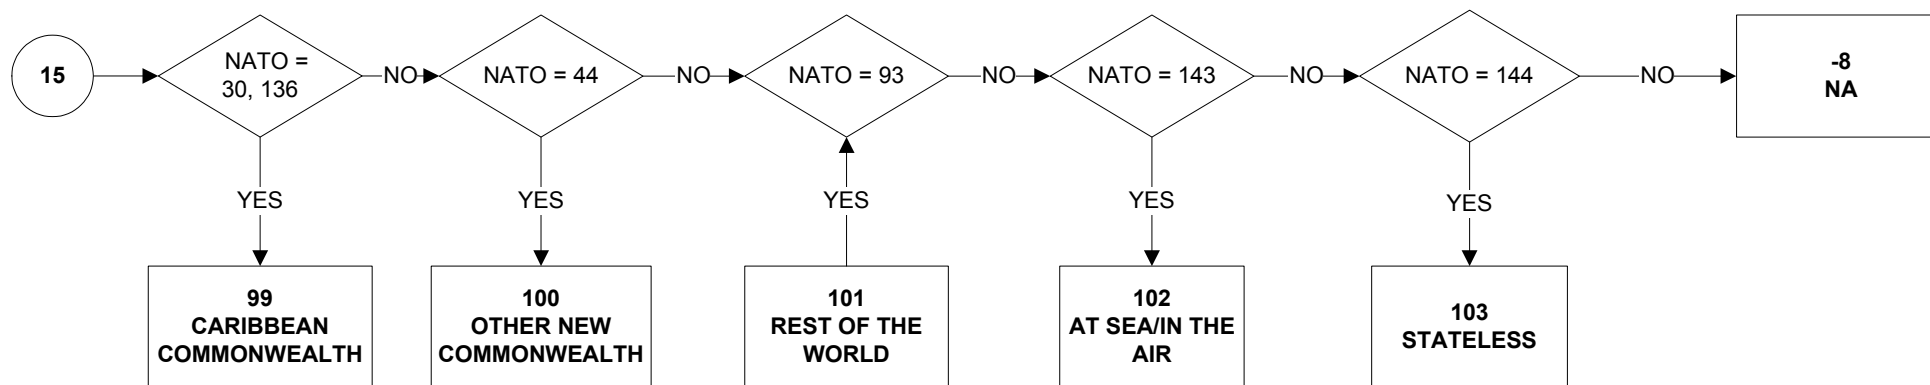 15
NATO =
30, 136
NO
NATO = 44
NO
NATO = 93
NO
NATO = 143
NO
NATO = 144
NO
-8
NA
YES
YES
YES
YES
YES
99
CARIBBEAN
COMMONWEALTH
100
OTHER NEW
COMMONWEALTH
101
REST OF THE
WORLD
102
AT SEA/IN THE
AIR
103
STATELESS